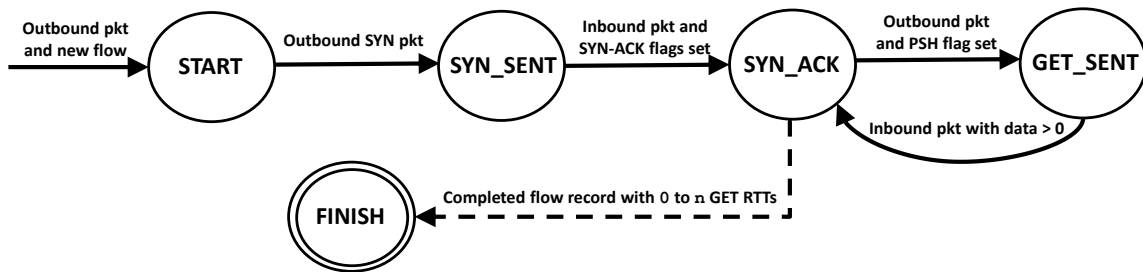 Outbound pkt
and new flow
START
Outbound SYN pkt
SYN_SENT
Inbound pkt and
SYN-ACK flags set
SYN_ACK
Outbound pkt
and PSH flag set
GET_SENT
Inbound pkt with data > 0
Completed flow record with 0 to n GET RTTs
FINISH